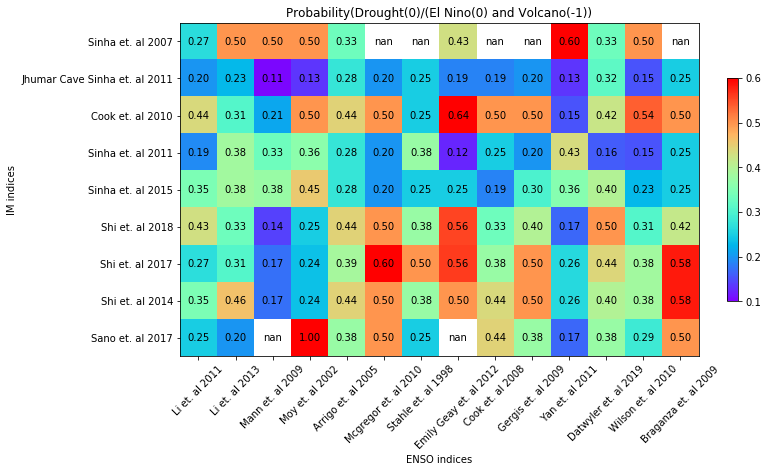 Probability(Drought(0)/(El Nino(0) and Volcano(-1))
IM indices
Sinha et. al 2007 0.27 0.50 0.50 0.50 0.33 nan nan 0.43 nan nan 0.60 0.33 0.50 nan
Jhumar Cave Sinha et. al 2011 0.20 0.23 0.11 0.13 0.28 0.20 0.25 0.19 0.19 0.20 0.13 0.32 0.15 0.25
Cook et. al 2010 0.44 0.31 0.21 0.50 0.44 0.50 0.25 0.64 0.50 0.50 0.15 0.42 0.54 0.50
Sinha et. al 2011 0.19 0.38 0.33 0.36 0.28 0.20 0.38 0.12 0.25 0.20 0.43 0.16 0.15 0.25
Sinha et. al 2015 0.35 0.38 0.38 0.45 0.28 0.20 0.25 0.25 0.19 0.30 0.36 0.40 0.23 0.25
Shi et. al 2018 0.43 0.33 0.14 0.25 0.44 0.50 0.38 0.56 0.33 0.40 0.17 0.50 0.31 0.42
Shi et. al 2017 0.27 0.31 0.17 0.24 0.39 0.60 0.50 0.56 0.38 0.50 0.26 0.44 0.38 0.58
Shi et. al 2014 0.35 0.46 0.17 0.24 0.44 0.50 0.38 0.50 0.44 0.50 0.26 0.40 0.38 0.58
Sano et. al 2017 0.25 0.20 nan 1.00 0.38 0.50 0.25 nan 0.44 0.38 0.17 0.38 0.29 0.50
Li et. al 2011
Li et. al 2013
Mann et. al 2009
Moy et. al 2002
Arrigo et. al 2005
Mcgregor et. al 2010
Stahle et. al 1998
Emily Geay et. al 2012
Cook et. al 2008
Gergis et. al 2009
Yan et. al 2011
Datwyler et. al 2019
Wilson et. al 2010
Braganza et. al 2009
ENSO indices
0.6
0.5
0.4
0.3
0.2
0.1